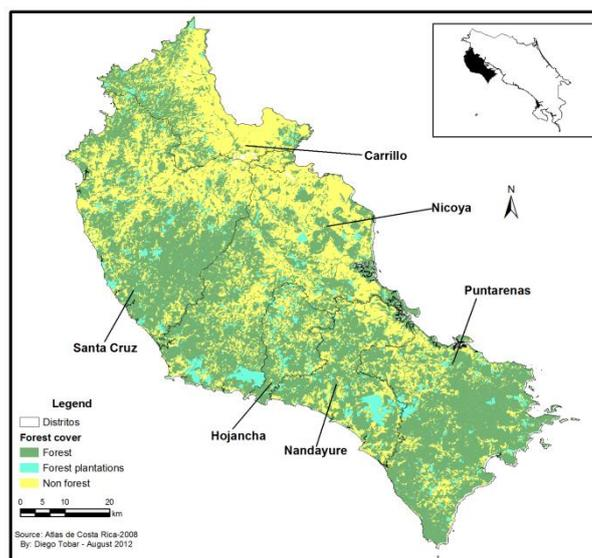 Carrillo
Nicoya
N
Puntarenas
Santa Cruz
Hojancha
Nandayure
Legend
Distritos
Forest cover
Forest
Forest plantations
Non forest
0 5 10 20
km
Source: Atlas de Costa Rica-2008
By: Diego Tobar - August 2012